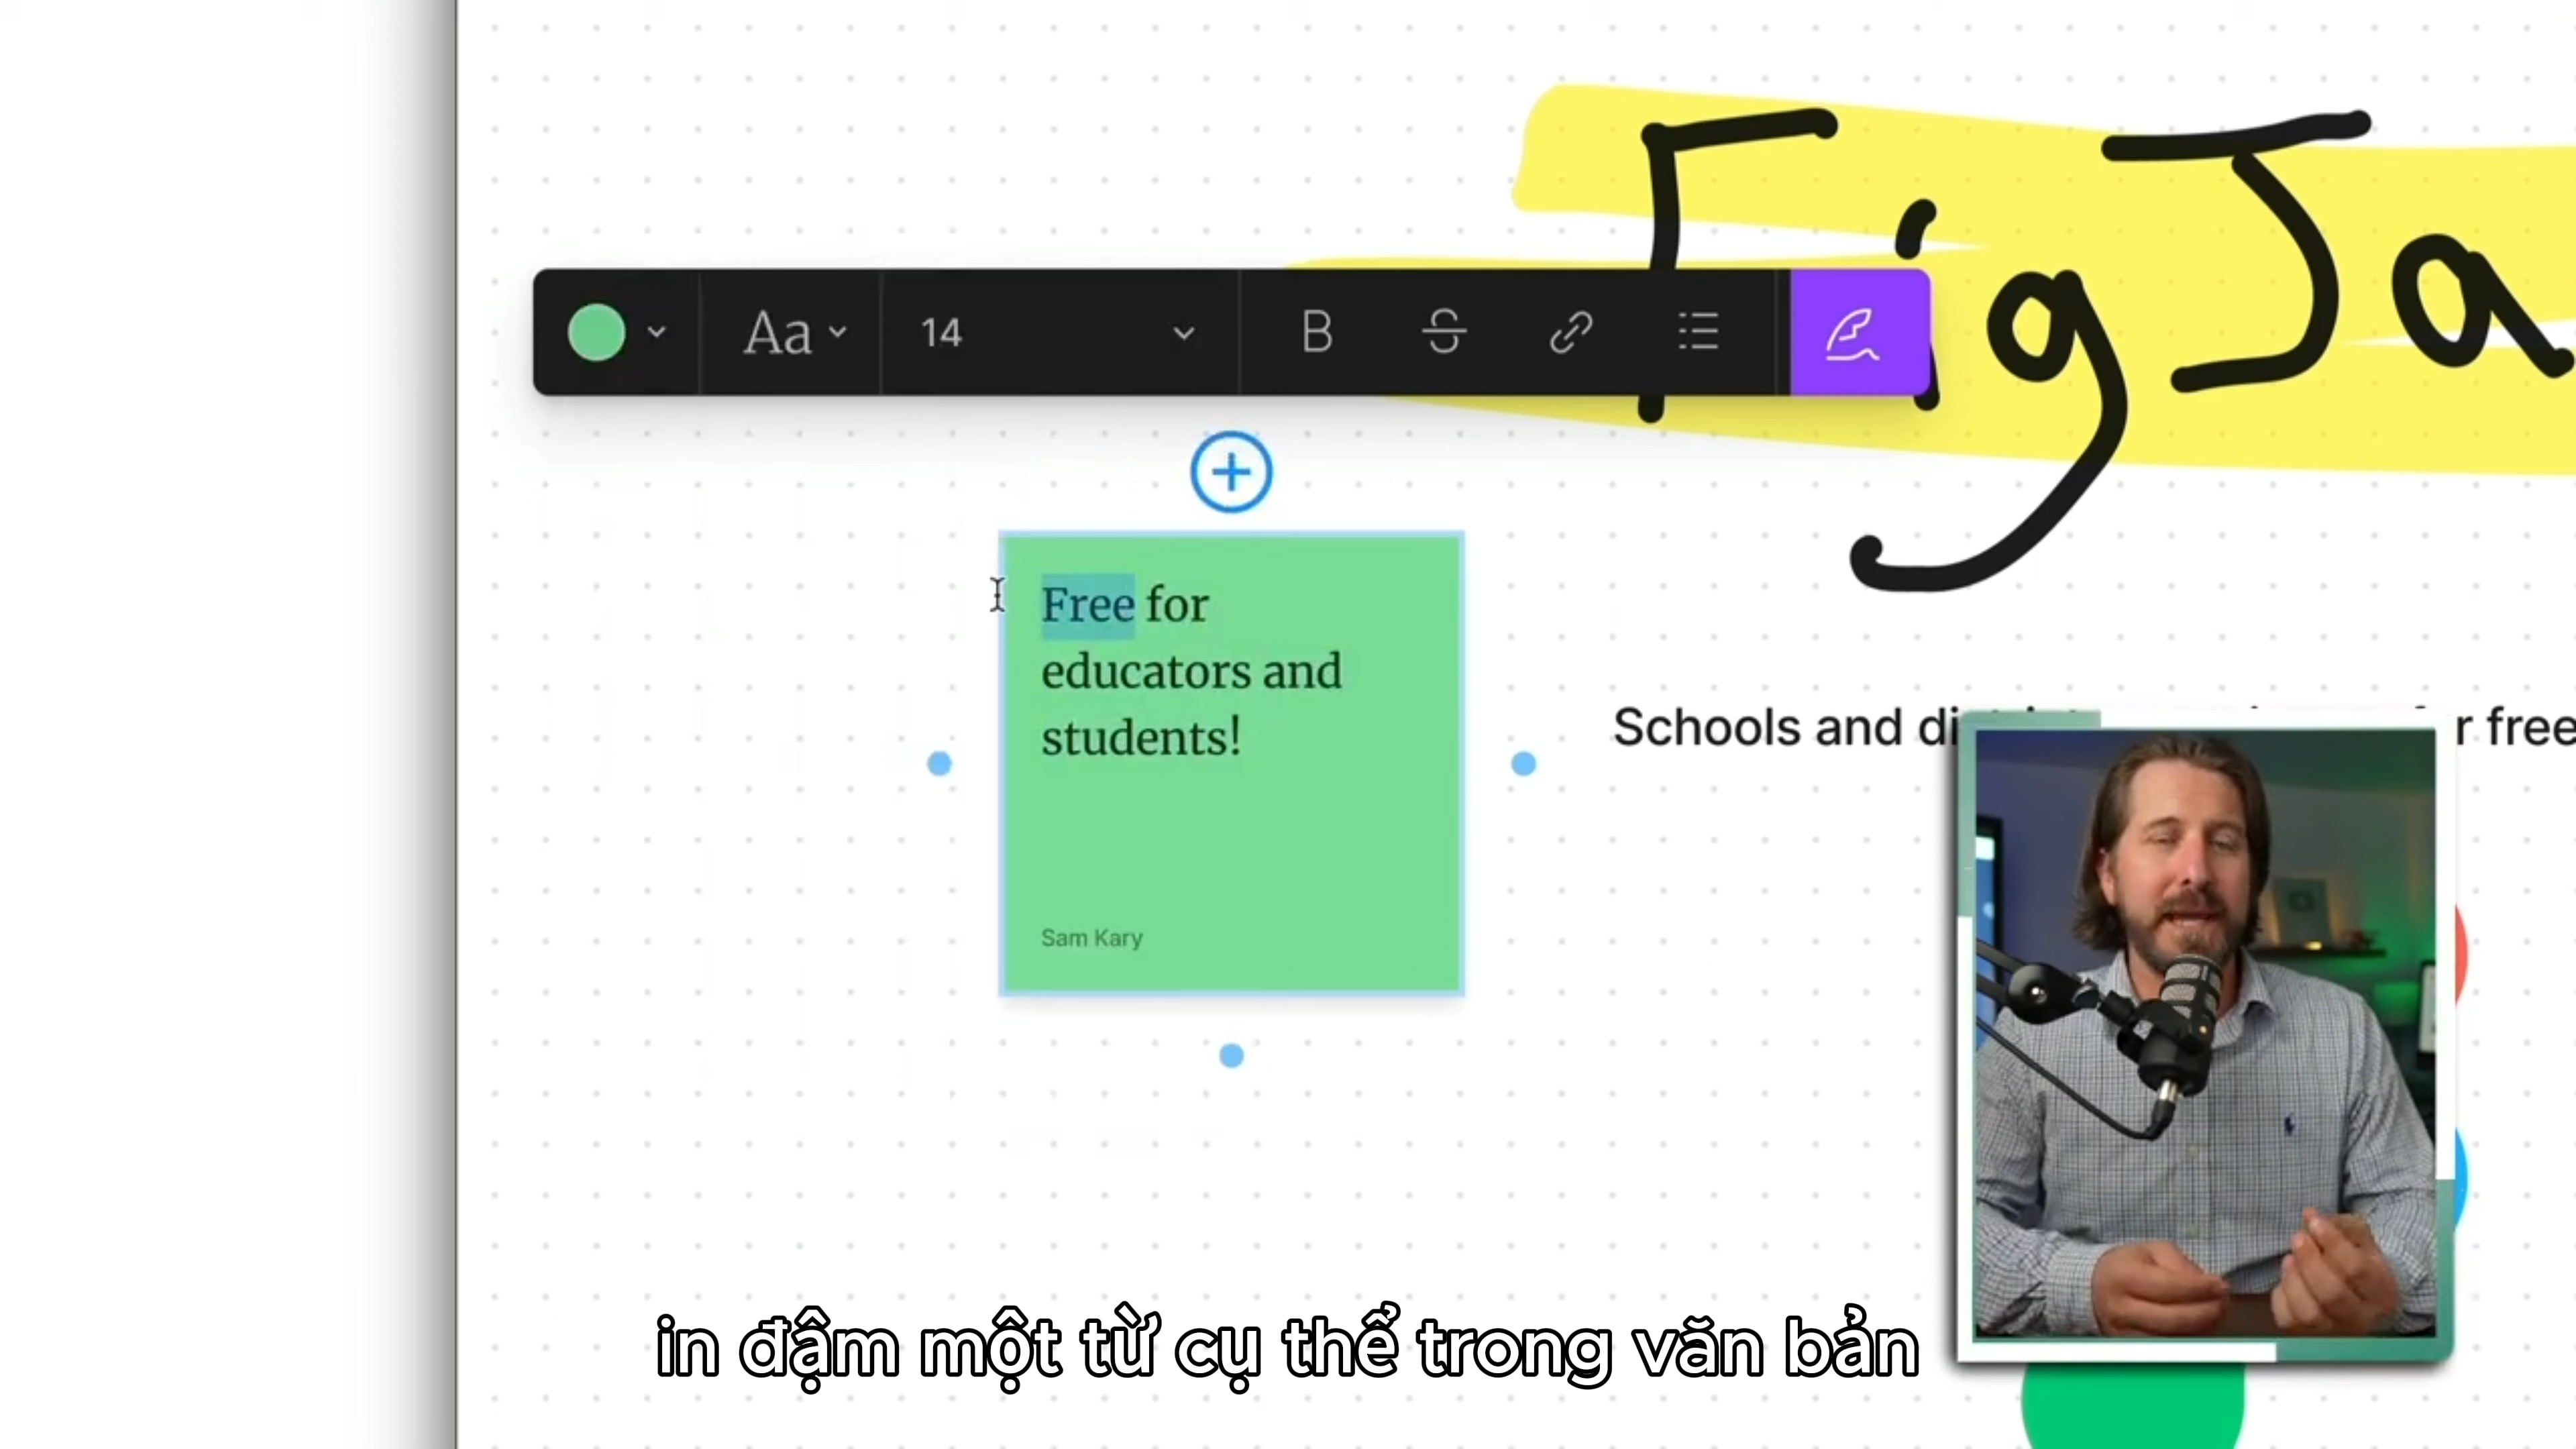 FigJa
Aa
14
B
S
Free for
educators and
students!
Schools and di
r free
Sam Kary
in đậm một từ cụ thể trong văn bản